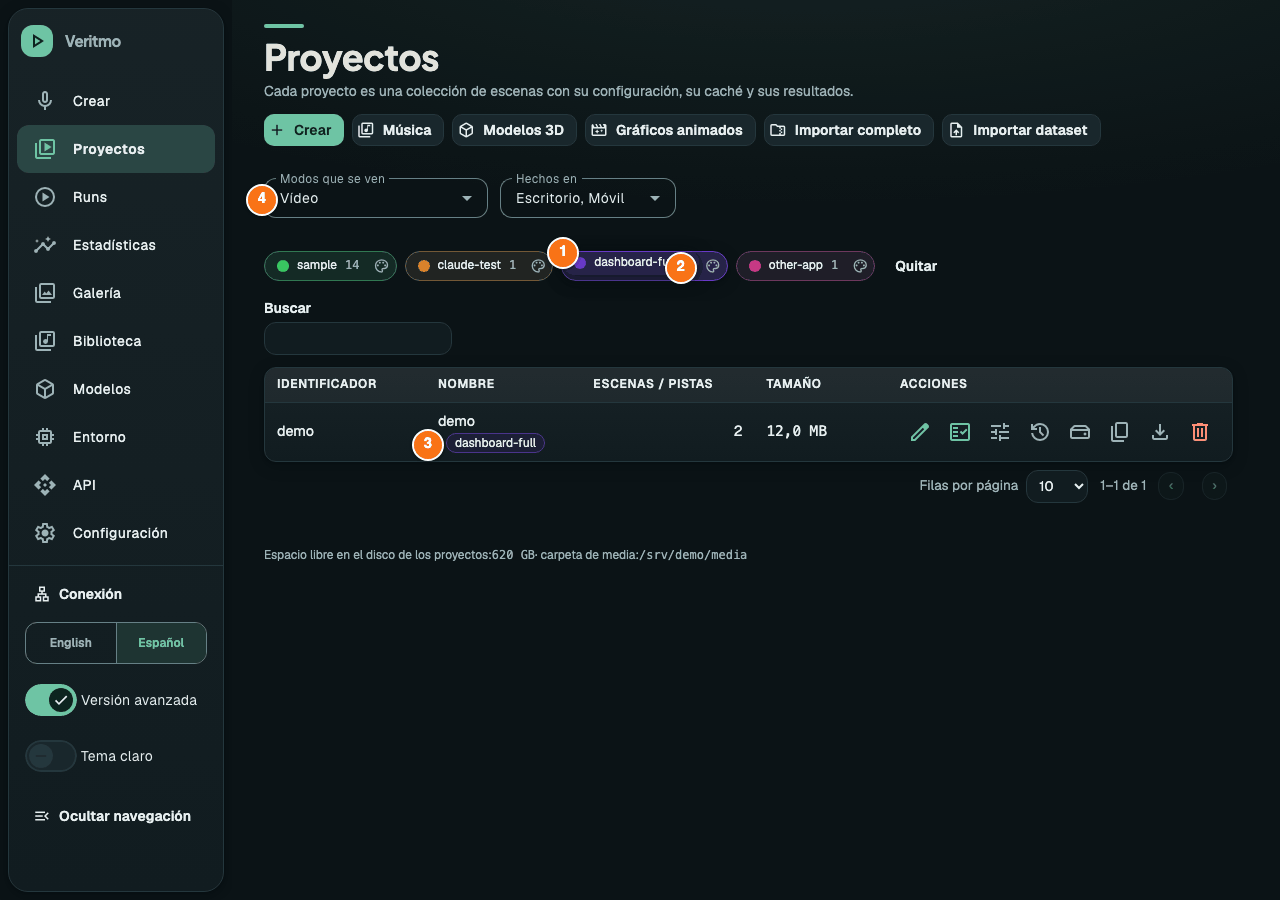 Veritmo
Crear
Proyectos
Runs
Estadísticas
Galería
Biblioteca
Modelos
Entorno
API
Configuración
Conexión
English Español
Versión avanzada
Tema claro
Ocultar navegación
Proyectos
Cada proyecto es una colección de escenas con su configuración, su caché y sus resultados.
+ Crear Música Modelos 3D Gráficos animados Importar completo Importar dataset
Modos que se ven Hechos en
4 Vídeo Escritorio, Móvil
sample 14 claude-test 1 1 dashboard-fu 2 other-app 1 Quitar
Buscar
IDENTIFICADOR NOMBRE ESCENAS / PISTAS TAMAÑO ACCIONES
demo demo 2 12,0 MB
3 dashboard-full
Filas por página 10 1–1 de 1 ‹ ›
Espacio libre en el disco de los proyectos:620 GB· carpeta de media:/srv/demo/media